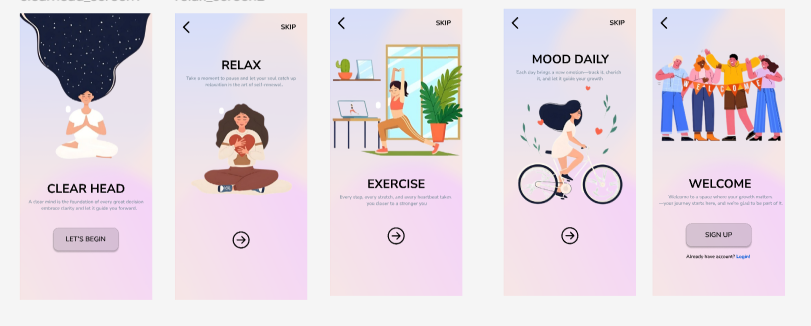 SKIP
SKIP
SKIP
RELAX
Take a moment to pause and let your soul catch up
relaxation is the art of self-renewal.
MOOD DAILY
Each day brings a new emotion—track it, cherish
it, and let it guide your growth
WELCOME
CLEAR HEAD
A clear mind is the foundation of every great decision
embrace clarity and let it guide you forward.
LET'S BEGIN
EXERCISE
Every step, every stretch, and every heartbeat takes
you closer to a stronger you
WELCOME
Welcome to a space where your growth matters
—your journey starts here, and we're glad to be part of it.
SIGN UP
Already have account? Login!